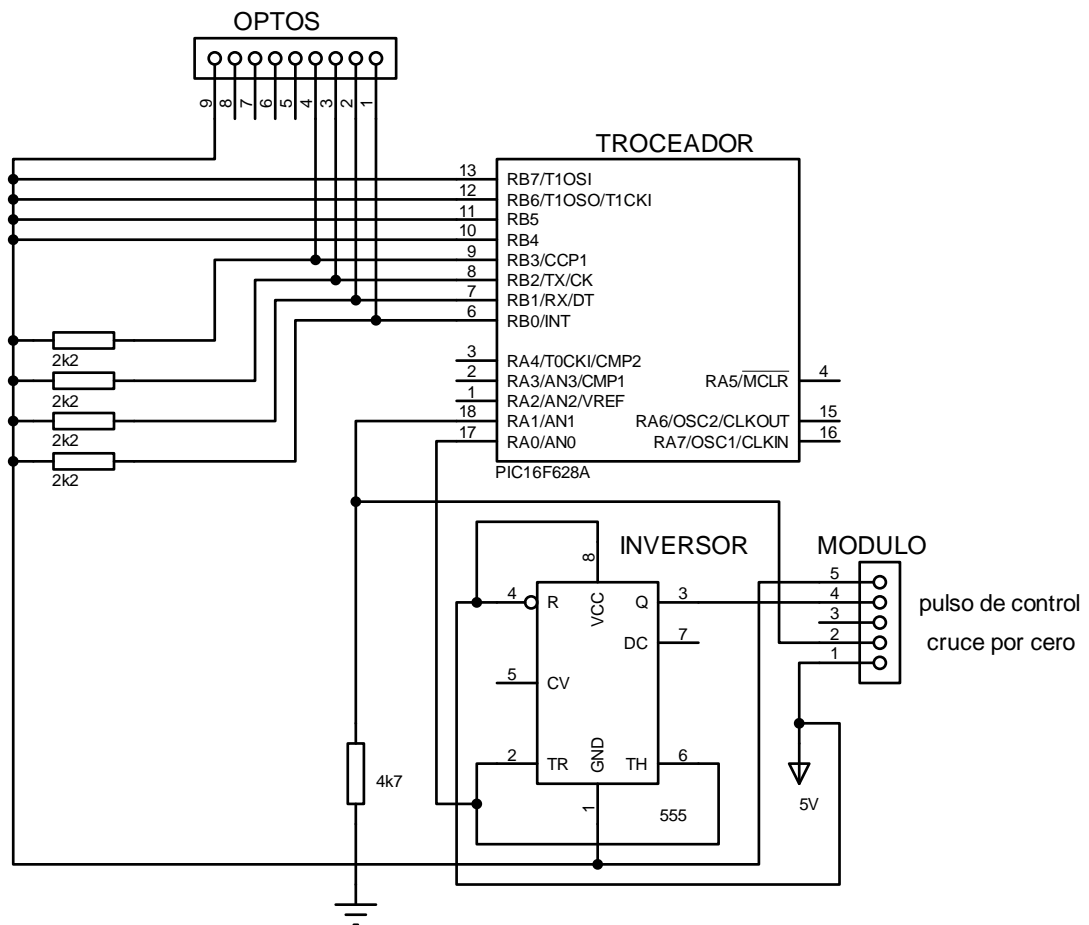 OPTOS
9 8 7 6 5 4 3 2 1
TROCEADOR
13 RB7/T1OSI
12 RB6/T1OSO/T1CKI
11 RB5
10 RB4
9 RB3/CCP1
8 RB2/TX/CK
7 RB1/RX/DT
6 RB0/INT
3 RA4/T0CKI/CMP2
2 RA3/AN3/CMP1 RA5/MCLR 4
1 RA2/AN2/VREF
18 RA1/AN1 RA6/OSC2/CLKOUT 15
17 RA0/AN0 RA7/OSC1/CLKIN 16
PIC16F628A
2k2
2k2
2k2
2k2
INVERSOR
MODULO
8
VCC
4 R Q 3
DC 7
5 CV
2 TR GND TH 6
1
555
5
4 pulso de control
3
2 cruce por cero
1
5V
4k7